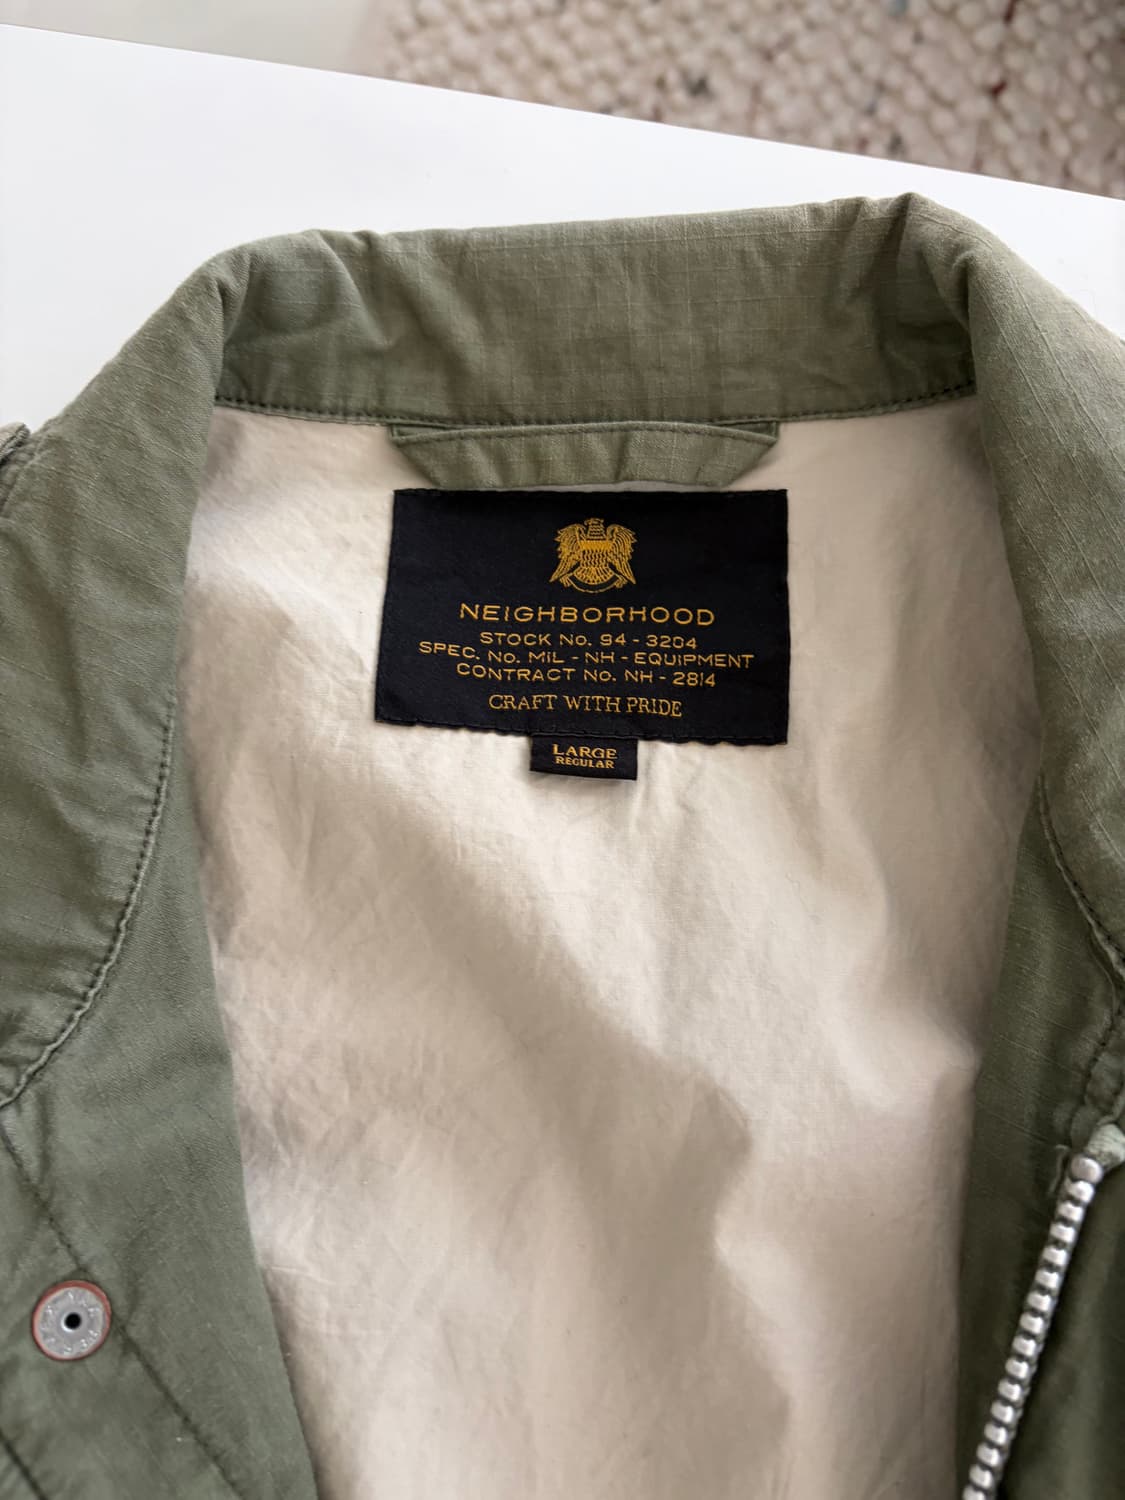 NEIGHBORHOOD
STOCK No. 94 - 3204
SPEC. No. MIL - NH - EQUIPMENT
CONTRACT No. NH - 2814
CRAFT WITH PRIDE
LARGE
REGULAR